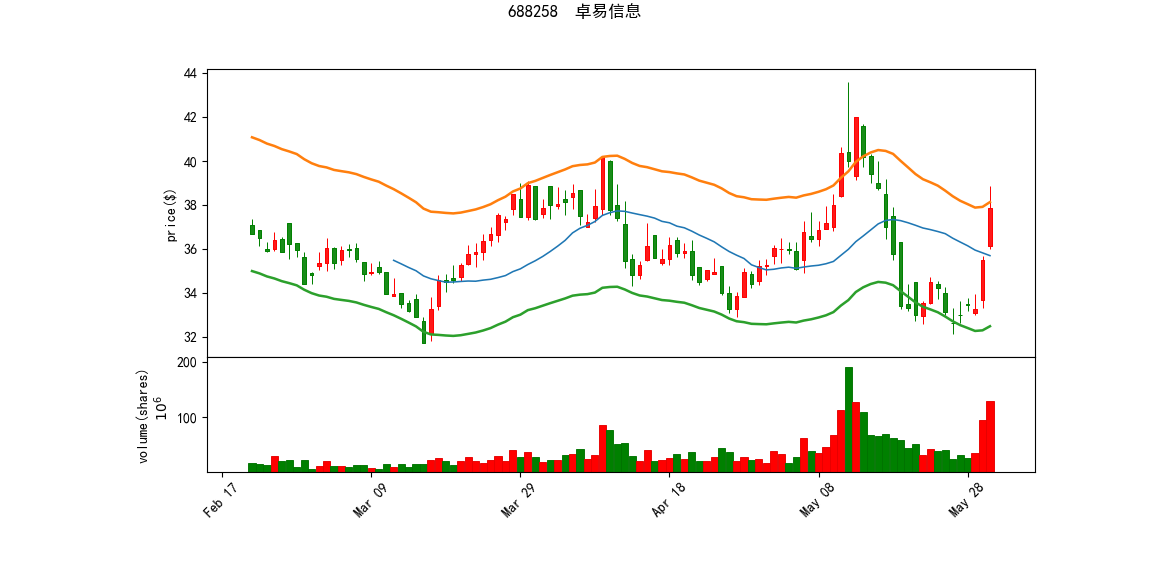 688258 卓易信息
price($)
44
42
40
38
36
34
32
volume(shares)
10^6
200
100
Feb 17
Mar 09
Mar 29
Apr 18
May 08
May 28